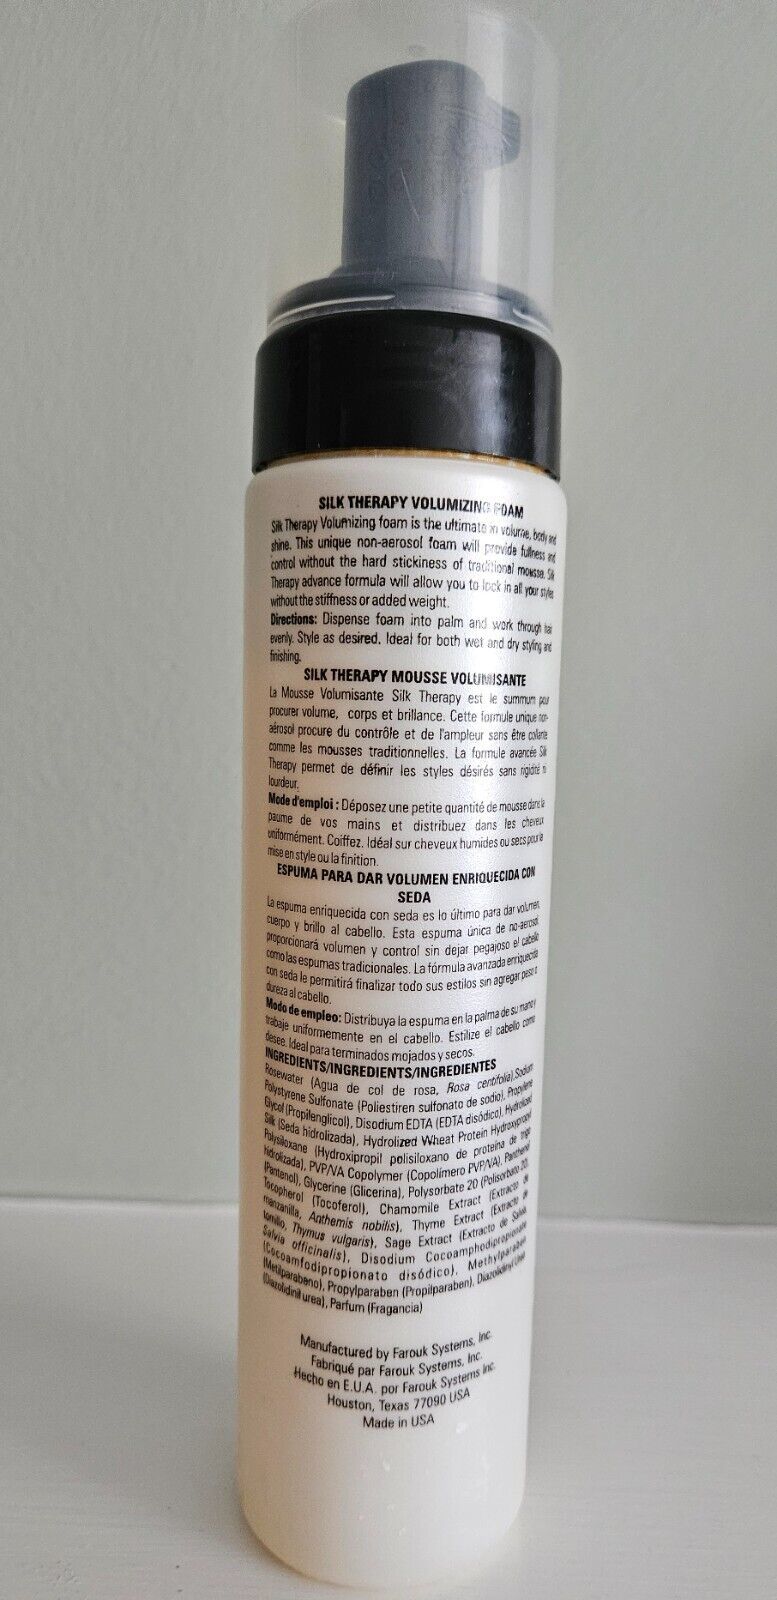 SILK THERAPY VOLUMIZING FOAM
Silk Therapy Volumizing foam is the ultimate in volume, body and
shine. This unique non-aerosol foam will provide fullness and
control without the hard stickiness of traditional mousse. Silk
Therapy advance formula will allow you to lock in all your styles
without the stiffness or added weight.
Directions: Dispense foam into palm and work through hair
evenly. Style as desired. Ideal for both wet and dry styling and
finishing.
SILK THERAPY MOUSSE VOLUMISANTE
La Mousse Volumisante Silk Therapy est le summum pour
procurer volume, corps et brillance. Cette formule unique non-
aérosol procure du contrôle et de l'ampleur sans être collante
comme les mousses traditionnelles. La formule avancée Silk
Therapy permet de définir les styles désirés sans rigidité ni
lourdeur.
Mode d'emploi : Déposez une petite quantité de mousse dans la
paume de vos mains et distribuez dans les cheveux
uniformément. Coiffez. Idéal sur cheveux humides ou secs pour la
mise en style ou la finition.
ESPUMA PARA DAR VOLUMEN ENRIQUECIDA CON
SEDA
La espuma enriquecida con seda es lo último para dar volumen,
cuerpo y brillo al cabello. Esta espuma única de no-aerosol
proporcionará volumen y control sin dejar pegajoso el cabello
como las espumas tradicionales. La fórmula avanzada enriquecida
con seda le permitirá finalizar todo sus estilos sin agregar peso o
dureza al cabello.
Modo de empleo: Distribuya la espuma en la palma de su mano y
trabaje uniformemente en el cabello. Estilize el cabello como
desee. Ideal para terminados mojados y secos.
INGREDIENTS/INGREDIENTS/INGREDIENTES
Rosewater (Agua de col de rosa, Rosa centifolia), Sodium
Polystyrene Sulfonate (Poliestiren sulfonato de sodio), Propylene
Glycol (Propilenglicol), Disodium EDTA (EDTA disódico), Hydrolized
Silk (Seda hidrolizada), Hydrolized Wheat Protein Hydroxypropyl
Polysiloxane (Hydroxipropil polisiloxano de proteína de trigo
hidrolizada), PVP/VA Copolymer (Copolímero PVP/VA), Panthenol
(Pantenol), Glycerine (Glicerina), Polysorbate 20 (Polisorbato 20),
Tocopherol (Tocoferol), Chamomile Extract (Extracto de
manzanilla, Anthemis nobilis), Thyme Extract (Extracto de
tomillo, Thymus vulgaris), Sage Extract (Extracto de Salvia,
Salvia officinalis), Disodium Cocoamphodipropionate
(Cocoamfodipropionato disódico), Methylparaben
(Metilparabeno), Propylparaben (Propilparaben), Diazolidinyl Urea
(Diazolidinil urea), Parfum (Fragancia)
Manufactured by Farouk Systems, Inc.
Fabriqué par Farouk Systems, Inc.
Hecho en E.U.A. por Farouk Systems Inc.
Houston, Texas 77090 USA
Made in USA